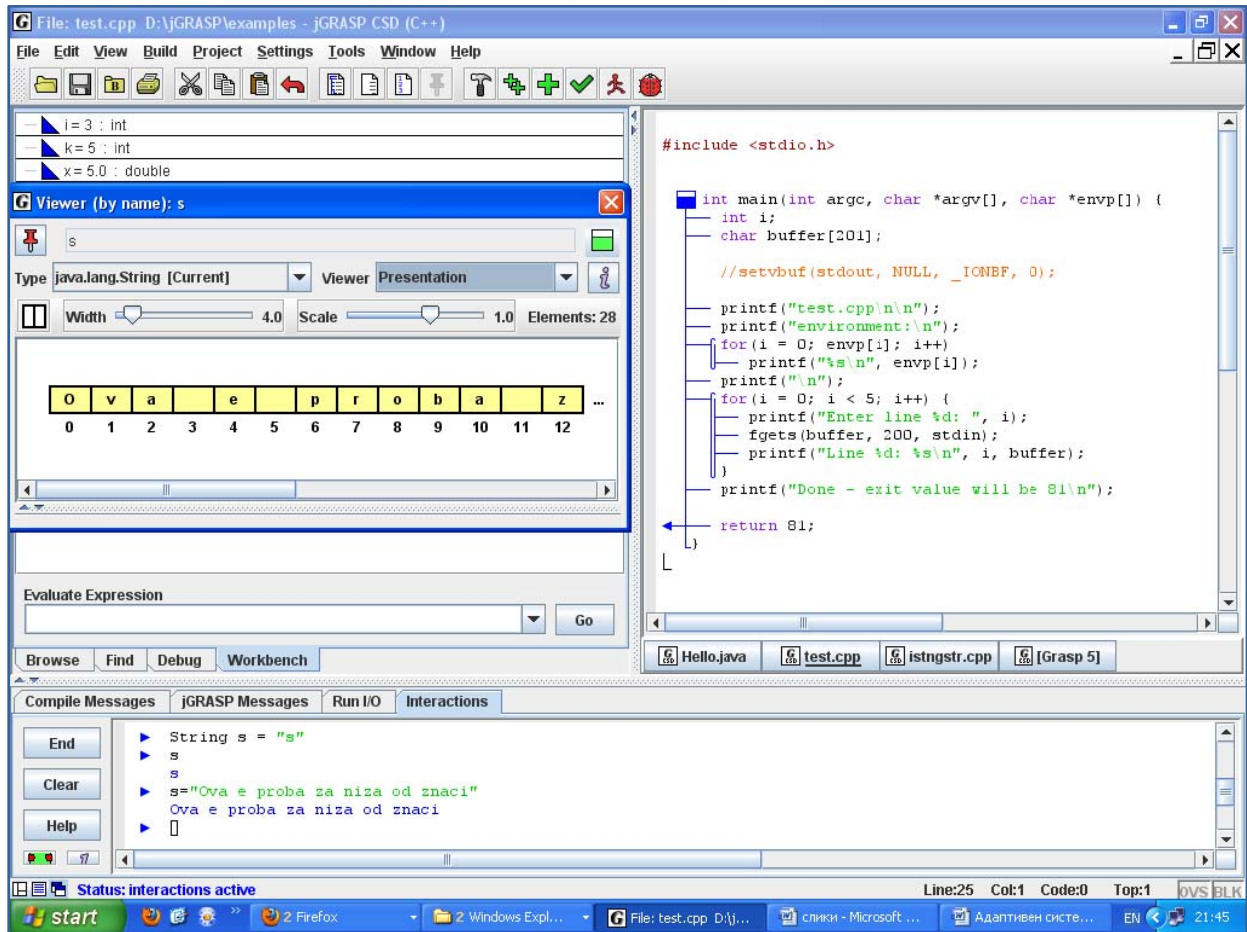 File: test.cpp D:\jGRASP\examples - jGRASP CSD (C++)
File Edit View Build Project Settings Tools Window Help
i = 3 : int
k = 5 : int
x = 5.0 : double
Viewer (by name): s
s
Type java.lang.String [Current] Viewer Presentation
Width 4.0 Scale 1.0 Elements: 28
O v a e p r o b a z ...
0 1 2 3 4 5 6 7 8 9 10 11 12
Evaluate Expression
Go
Browse Find Debug Workbench
#include <stdio.h>
int main(int argc, char *argv[], char *envp[]) {
int i;
char buffer[201];
//setvbuf(stdout, NULL, _IONBF, 0);
printf("test.cpp\n\n");
printf("environment:\n");
for(i = 0; envp[i]; i++)
printf("%s\n", envp[i]);
printf("\n");
for(i = 0; i < 5; i++) {
printf("Enter line %d: ", i);
fgets(buffer, 200, stdin);
printf("Line %d: %s\n", i, buffer);
}
printf("Done - exit value will be 81\n");
return 81;
}
Hello.java test.cpp istngstr.cpp [Grasp 5]
Compile Messages jGRASP Messages Run I/O Interactions
End
Clear
Help
String s = "s"
s
s
s="Ova e proba za niza od znaci"
Ova e proba za niza od znaci
Status: interactions active Line:25 Col:1 Code:0 Top:1 OVS BLK
start 2 Firefox 2 Windows Expl... File: test.cpp D:\j... слики - Microsoft ... Адаптивен систе... EN 21:45